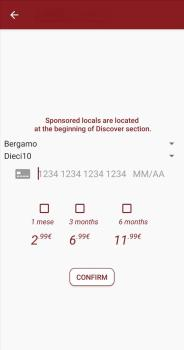 Sponsored locals are located
at the beginning of Discover section.
Bergamo
Dieci10
1234 1234 1234 1234 MM/AA
1 mese 3 months 6 months
2.99€ 6.99€ 11.99€
CONFIRM